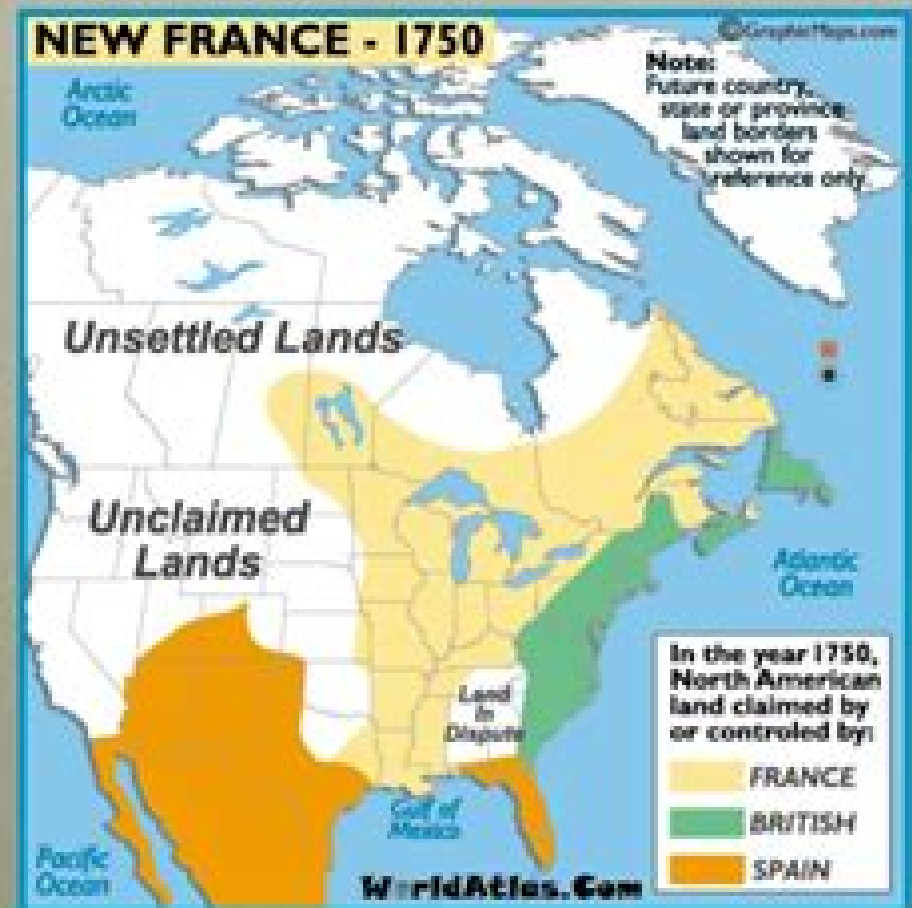 NEW FRANCE - 1750
©GraphicMaps.com
Arctic
Ocean
Note:
Future country,
state or province
land borders
shown for
reference only
Unsettled Lands
Unclaimed
Lands
Atlantic
Ocean
Land
In
Dispute
In the year 1750,
North American
land claimed by
or controled by:
FRANCE
BRITISH
SPAIN
Gulf of
Mexico
Pacific
Ocean
WorldAtlas.Com